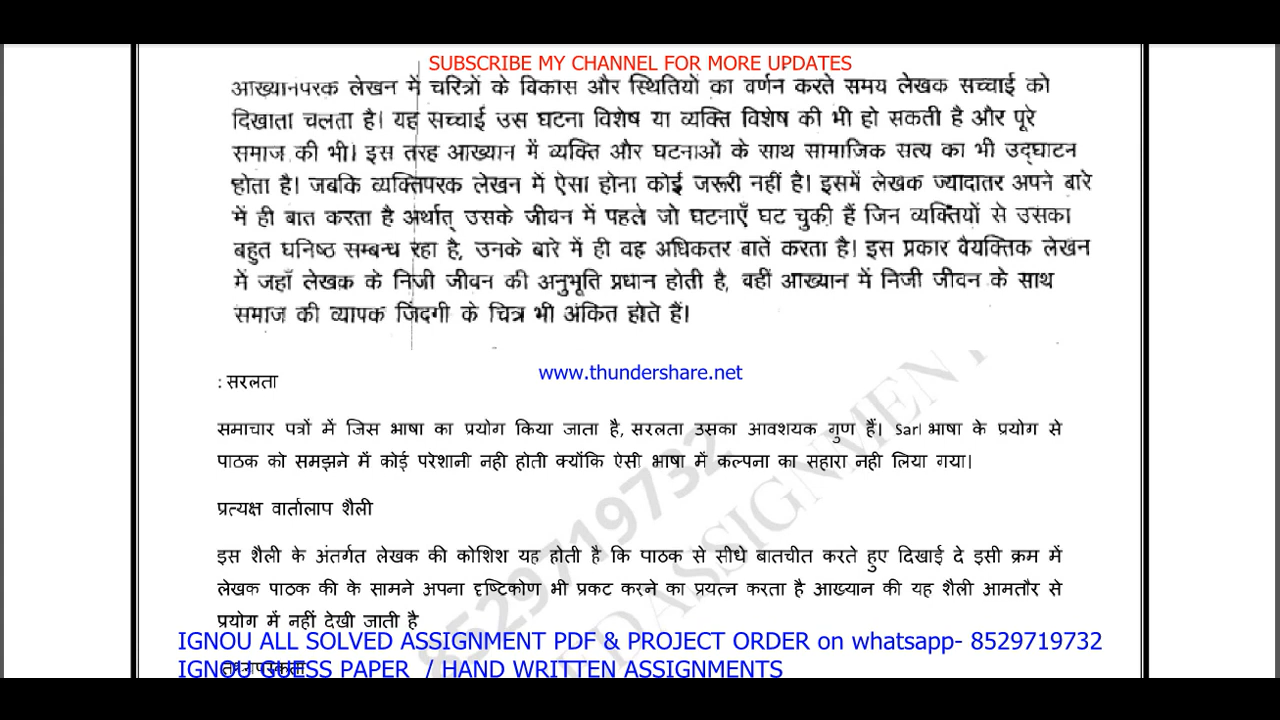 SUBSCRIBE MY CHANNEL FOR MORE UPDATES
आख्यानपरक लेखन में चरित्रों के विकास और स्थितियों का वर्णन करते समय लेखक सच्चाई को
दिखाता चलता है। यह सच्चाई उस घटना विशेष या व्यक्ति विशेष की भी हो सकती है और पूरे
समाज की भी। इस तरह आख्यान में व्यक्ति और घटनाओं के साथ सामाजिक सत्य का भी उद्घाटन
होता है। जबकि व्यक्तिपरक लेखन में ऐसा होना कोई जरूरी नहीं है। इसमें लेखक ज्यादातर अपने बारे
में ही बात करता है अर्थात् उसके जीवन में पहले जो घटनाएँ घट चुकी हैं जिन व्यक्तियों से उसका
बहुत घनिष्ठ सम्बन्ध रहा है, उनके बारे में ही वह अधिकतर बातें करता है। इस प्रकार वैयक्तिक लेखन
में जहाँ लेखक के निजी जीवन की अनुभूति प्रधान होती है, वहीं आख्यान में निजी जीवन के साथ
समाज की व्यापक जिंदगी के चित्र भी अंकित होते हैं।
www.thundershare.net
: सरलता
समाचार पत्रों में जिस भाषा का प्रयोग किया जाता है, सरलता उसका आवशयक गुण हैं। Sarl भाषा के प्रयोग से
पाठक को समझने में कोई परेशानी नही होती क्योंकि ऐसी भाषा में कल्पना का सहारा नही लिया गया।
प्रत्यक्ष वार्तालाप शैली
इस शैली के अंतर्गत लेखक की कोशिश यह होती है कि पाठक से सीधे बातचीत करते हुए दिखाई दे इसी क्रम में
लेखक पाठक की के सामने अपना दृष्टिकोण भी प्रकट करने का प्रयत्न करता है आख्यान की यह शैली आमतौर से
प्रयोग में नहीं देखी जाती है
8529719732
D ASSIGNMENT
IGNOU ALL SOLVED ASSIGNMENT PDF & PROJECT ORDER on whatsapp- 8529719732
IGNOU GUESS PAPER / HAND WRITTEN ASSIGNMENTS